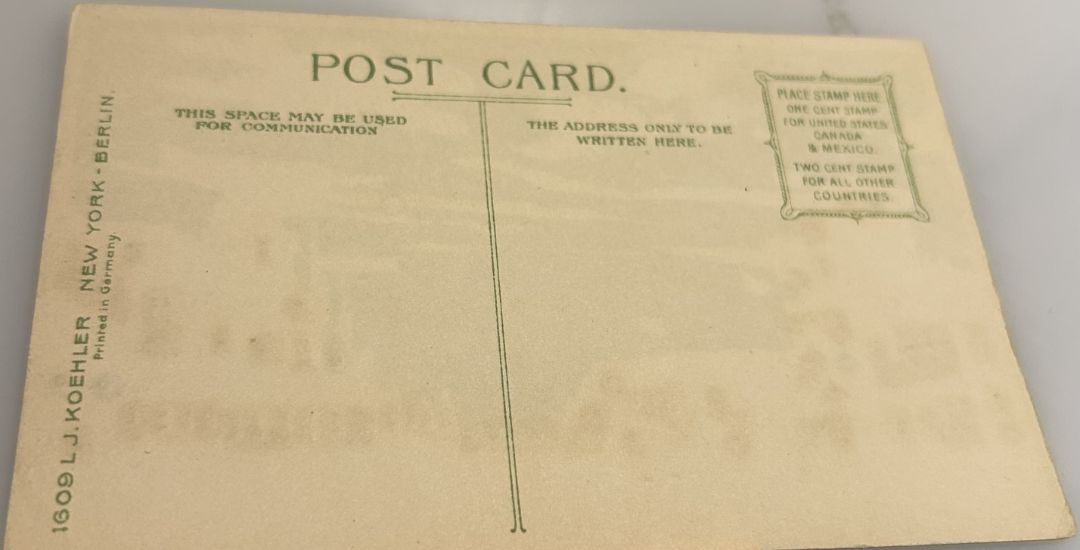 POST CARD.
THIS SPACE MAY BE USED
FOR COMMUNICATION
THE ADDRESS ONLY TO BE
WRITTEN HERE.
PLACE STAMP HERE
ONE CENT STAMP
FOR UNITED STATES
CANADA
& MEXICO.
TWO CENT STAMP
FOR ALL OTHER
COUNTRIES.
1609 L.J. KOEHLER NEW YORK - BERLIN.
Printed in Germany.